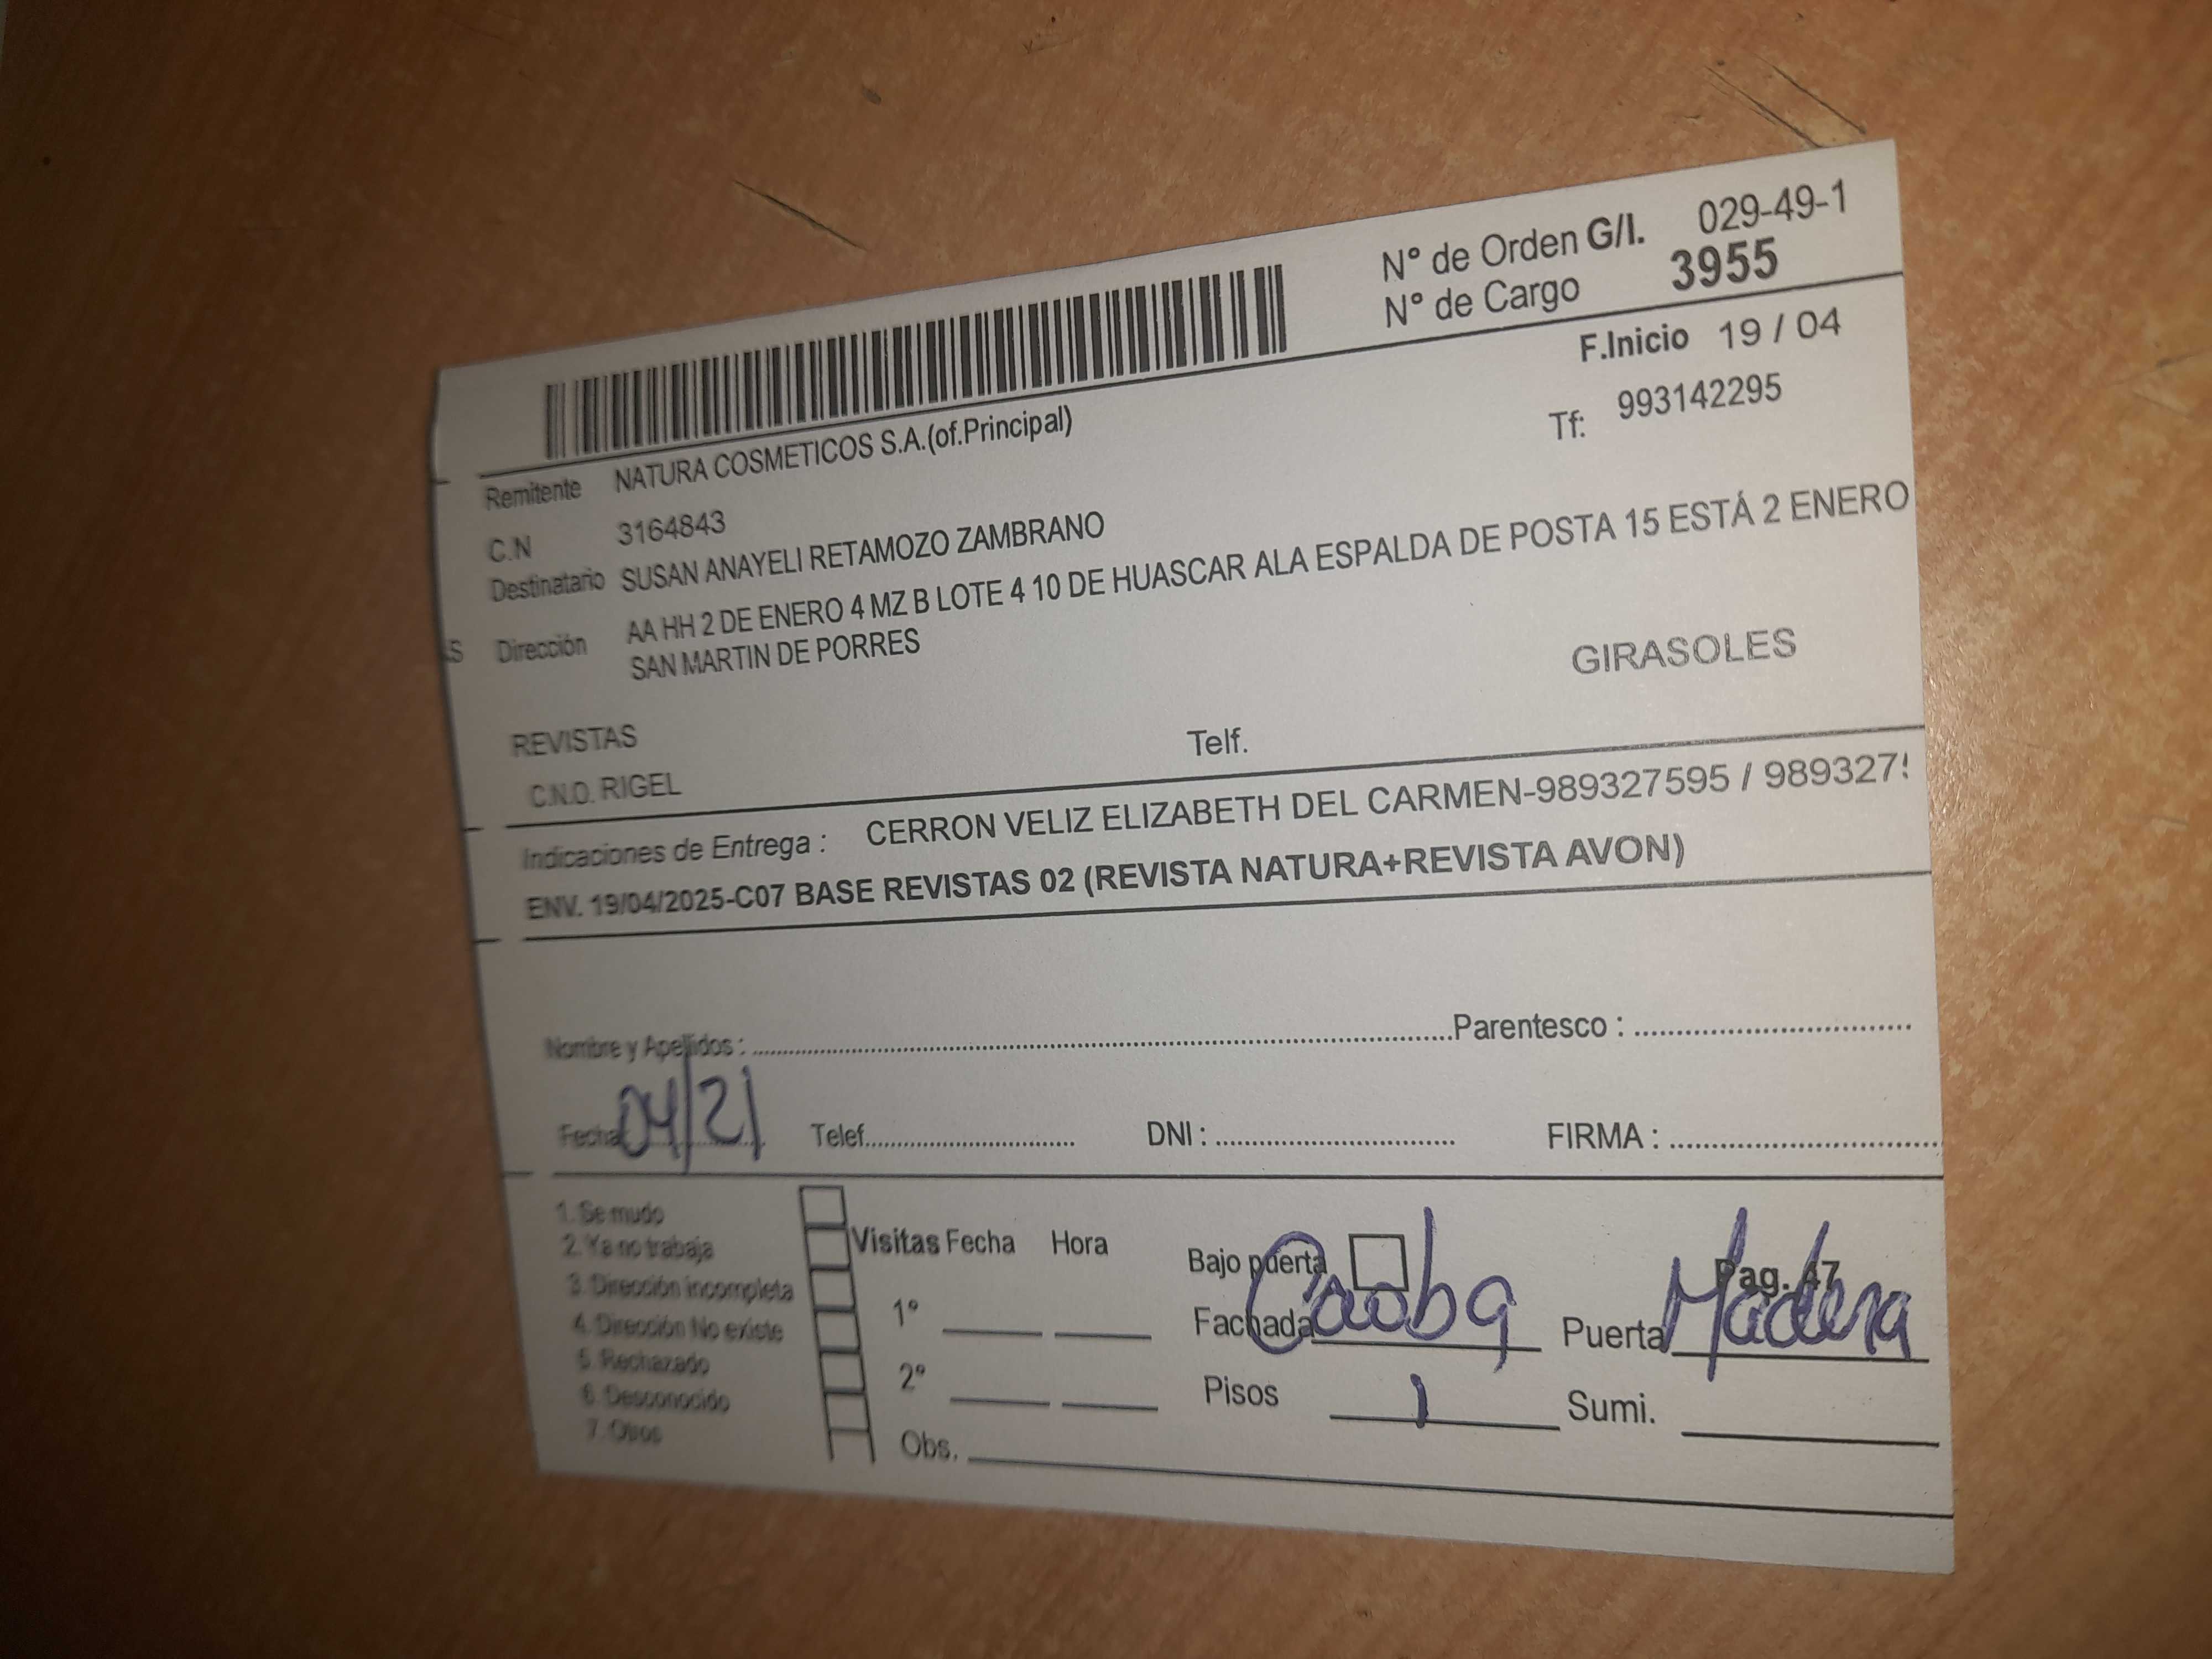 N° de Orden G/I. 029-49-1
N° de Cargo 3955
F.Inicio 19 / 04
Remitente NATURA COSMETICOS S.A.(of.Principal)
Tf: 993142295
C.N 3164843
Destinatario SUSAN ANAYELI RETAMOZO ZAMBRANO
S Dirección AA HH 2 DE ENERO 4 MZ B LOTE 4 10 DE HUASCAR ALA ESPALDA DE POSTA 15 ESTÁ 2 ENERO
SAN MARTIN DE PORRES
GIRASOLES
REVISTAS
C.N.O. RIGEL Telf.
Indicaciones de Entrega : CERRON VELIZ ELIZABETH DEL CARMEN-989327595 / 989327
ENV. 19/04/2025-C07 BASE REVISTAS 02 (REVISTA NATURA+REVISTA AVON)
Nombre y Apellidos : Parentesco :
Fecha 04/21 Telef. DNI : FIRMA :
1. Se mudo
2. Ya no trabaja
3. Dirección incompleta
4. Dirección No existe
5. Rechazado
6. Desconocido
7. Otros
Visitas Fecha Hora
1°
2°
Obs.
Bajo puerta Pag. 47
Fachada Caoba Puerta Madera
Pisos 1 Sumi.